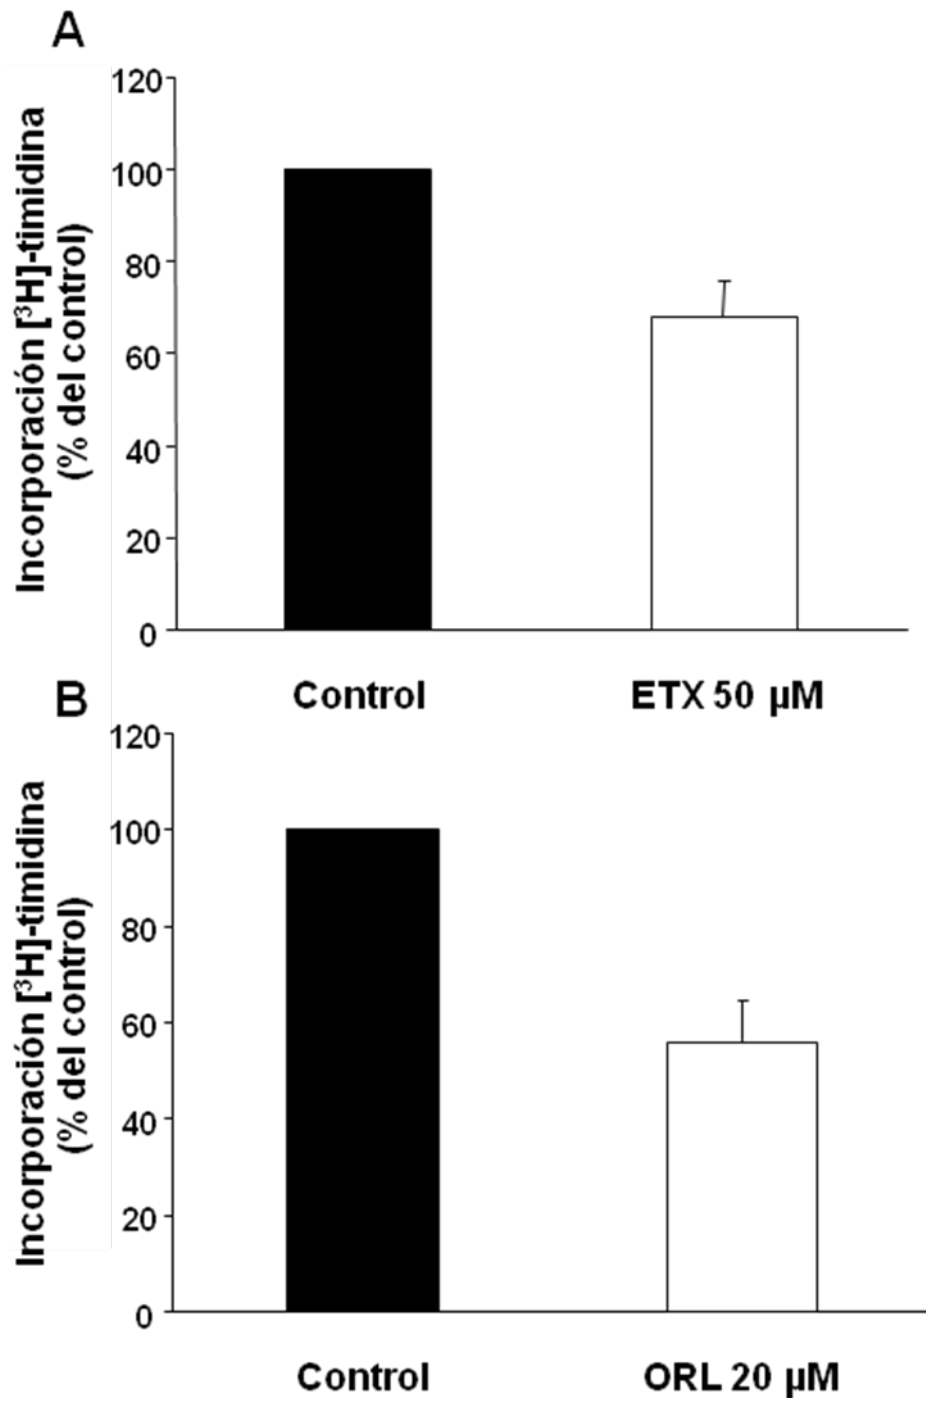 A
Incorporación [³H]-timidina
(% del control)
120
100
80
60
40
20
0
Control ETX 50 µM
B
Incorporación [³H]-timidina
(% del control)
120
100
80
60
40
20
0
Control ORL 20 µM